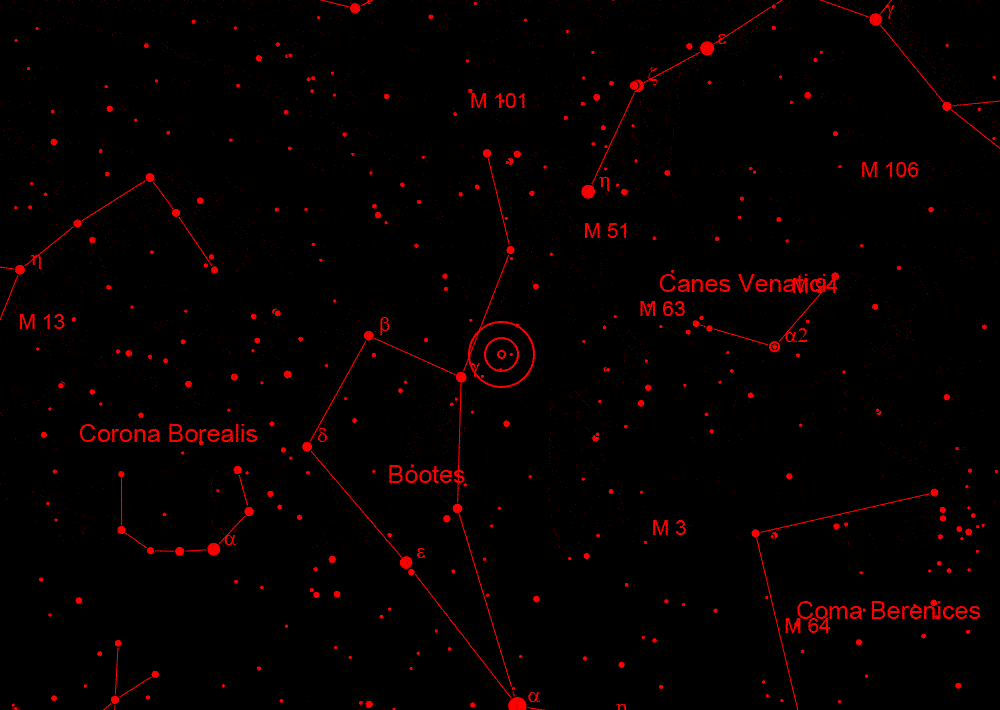 γ
ε
ζ
M 101
M 106
η
M 51
η
Canes Venatici
M 94
M 63
M 13
β
α2
γ
Corona Borealis
δ
Bootes
M 3
α
ε
Coma Berenices
M 64
α
η